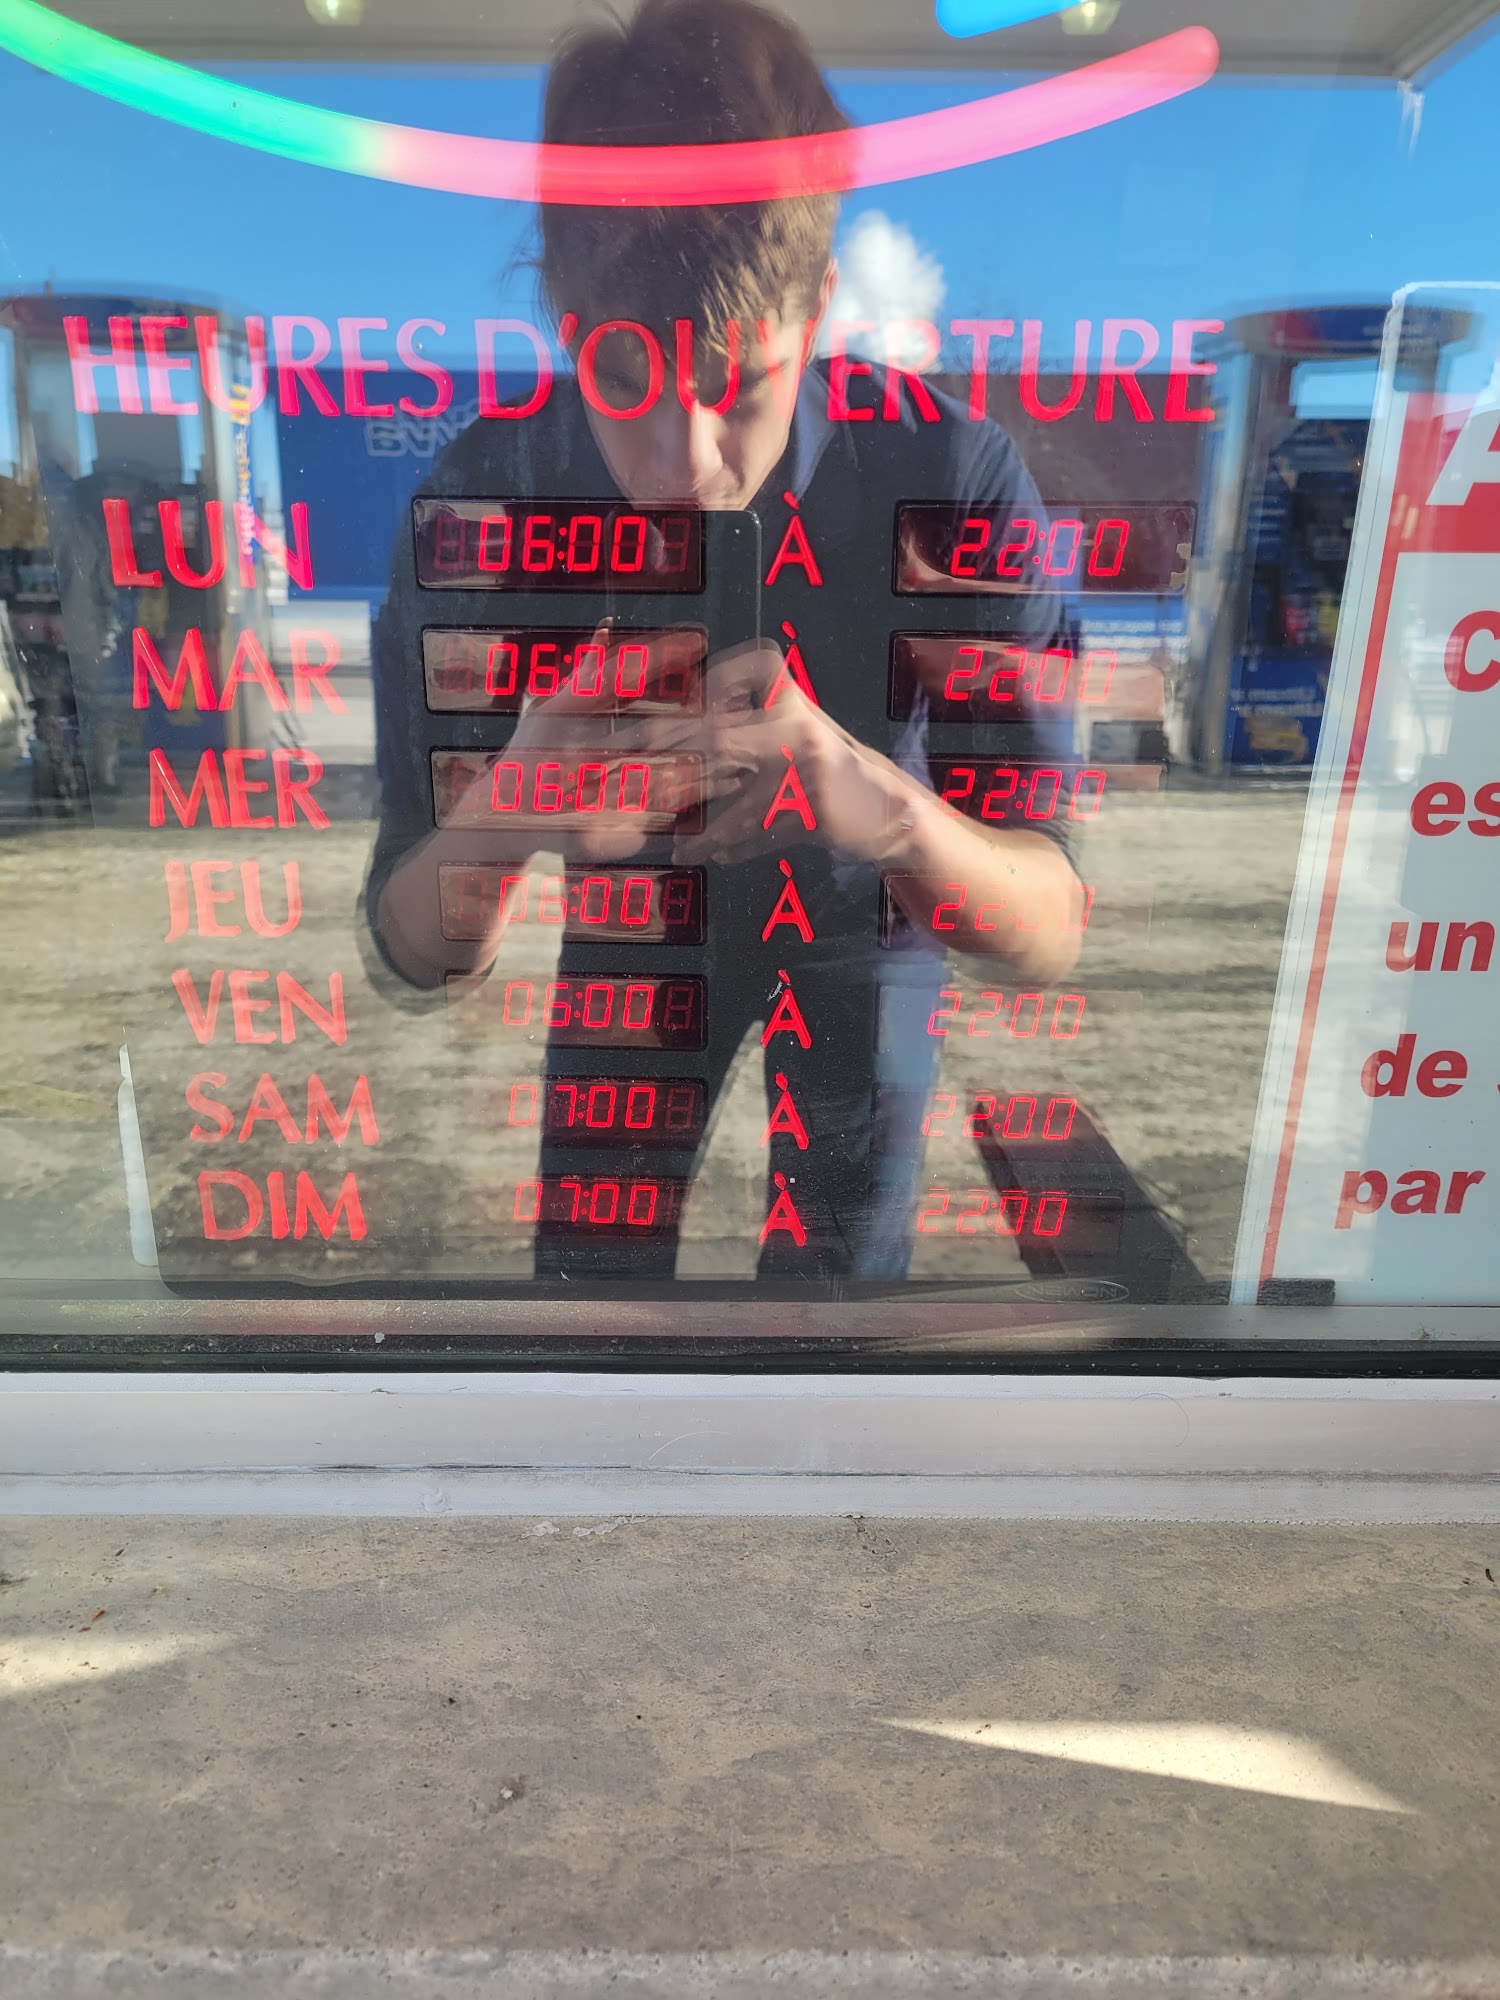 HEURES D'OUVERTURE
LUN 06:00 À 22:00
MAR 06:00 À 22:00
MER 06:00 À 22:00
JEU 06:00 À 22:00
VEN 06:00 À 22:00
SAM 07:00 À 22:00
DIM 07:00 À 22:00
NEWON
A
C
es
un
de
par